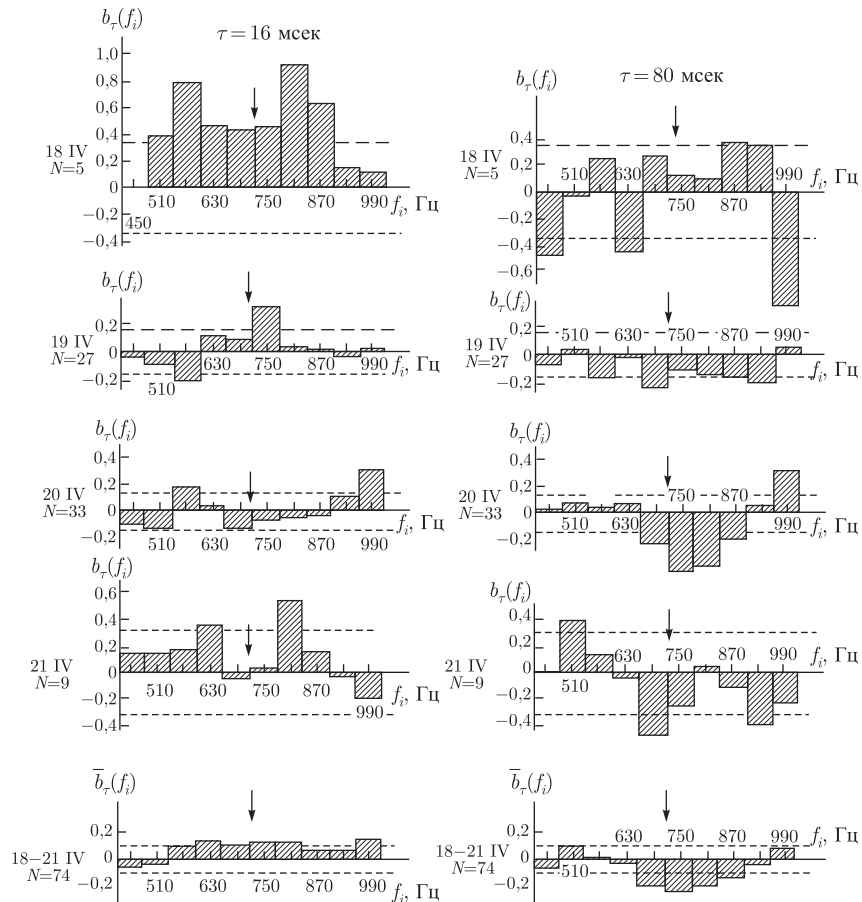 b_τ(f_i)
τ = 16 мсек
1,0
0,8
0,6
0,4
0,2
0
−0,2
−0,4
18 IV
N=5
450
510 630 750 870 990 f_i, Гц
b_τ(f_i)
0,2
0
−0,2
19 IV
N=27
510 630 750 870 990 f_i, Гц
b_τ(f_i)
0,4
0,2
0
−0,2
20 IV
N=33
510 630 750 870 990 f_i, Гц
b_τ(f_i)
0,6
0,4
0,2
0
−0,2
0,4
21 IV
N=9
510 630 750 870 990 f_i, Гц
b̅_τ(f_i)
0,2
0
−0,2
18−21 IV
N=74
510 630 750 870 990 f_i, Гц
b_τ(f_i)
τ = 80 мсек
0,4
0,2
0
−0,2
−0,4
−0,6
18 IV
N=5
510 630 750 870 990 f_i, Гц
b_τ(f_i)
0,2
0
−0,2
19 IV
N=27
510 630 750 870 990 f_i, Гц
b_τ(f_i)
0,4
0,2
0
−0,2
20 IV
N=33
510 630 750 870 990 f_i, Гц
b_τ(f_i)
0,4
0,2
0
−0,2
−0,4
21 IV
N=9
510 630 750 870 990 f_i, Гц
b̅_τ(f_i)
0,2
0
−0,2
18−21 IV
N=74
510 630 750 870 990 f_i, Гц